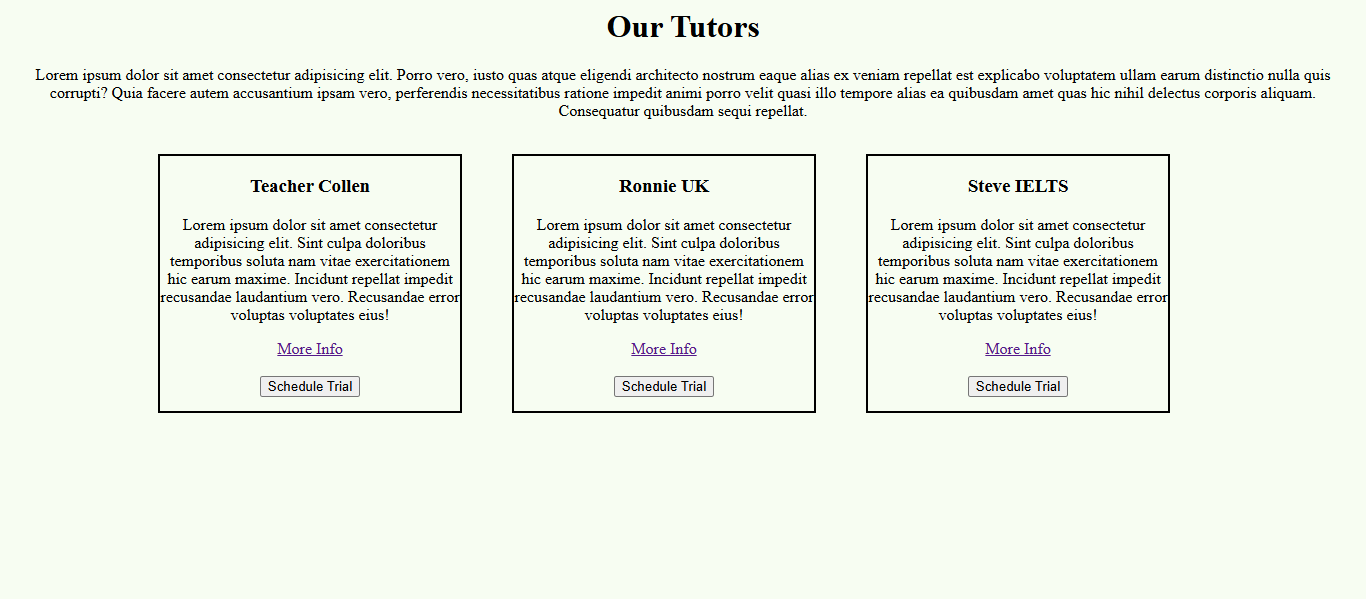 Our Tutors
Lorem ipsum dolor sit amet consectetur adipisicing elit. Porro vero, iusto quas atque eligendi architecto nostrum eaque alias ex veniam repellat est explicabo voluptatem ullam earum distinctio nulla quis
corrupti? Quia facere autem accusantium ipsam vero, perferendis necessitatibus ratione impedit animi porro velit quasi illo tempore alias ea quibusdam amet quas hic nihil delectus corporis aliquam.
Consequatur quibusdam sequi repellat.
Teacher Collen
Lorem ipsum dolor sit amet consectetur
adipisicing elit. Sint culpa doloribus
temporibus soluta nam vitae exercitationem
hic earum maxime. Incidunt repellat impedit
recusandae laudantium vero. Recusandae error
voluptas voluptates eius!
More Info
Schedule Trial
Ronnie UK
Lorem ipsum dolor sit amet consectetur
adipisicing elit. Sint culpa doloribus
temporibus soluta nam vitae exercitationem
hic earum maxime. Incidunt repellat impedit
recusandae laudantium vero. Recusandae error
voluptas voluptates eius!
More Info
Schedule Trial
Steve IELTS
Lorem ipsum dolor sit amet consectetur
adipisicing elit. Sint culpa doloribus
temporibus soluta nam vitae exercitationem
hic earum maxime. Incidunt repellat impedit
recusandae laudantium vero. Recusandae error
voluptas voluptates eius!
More Info
Schedule Trial